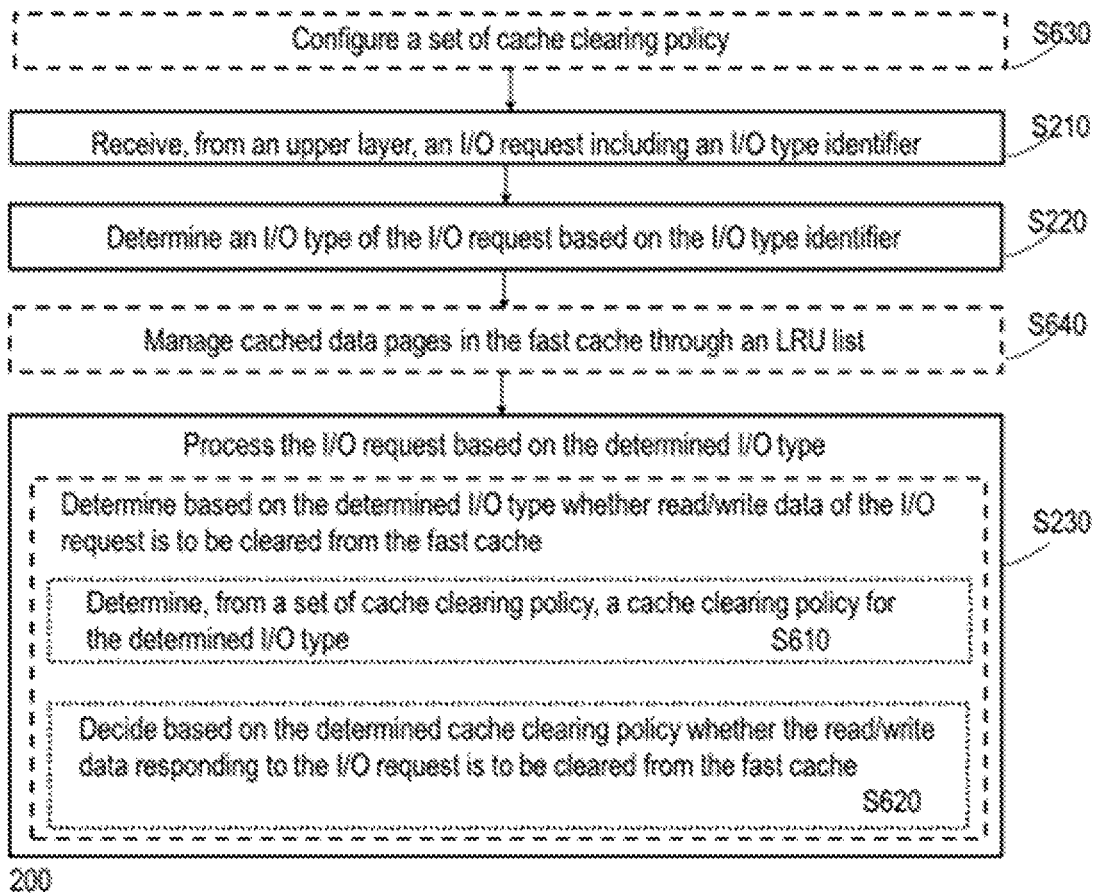 Configure a set of cache clearing policy
S630
Receive, from an upper layer, an I/O request including an I/O type identifier
S210
Determine an I/O type of the I/O request based on the I/O type identifier
S220
Manage cached data pages in the fast cache through an LRU list
S640
Process the I/O request based on the determined I/O type
Determine based on the determined I/O type whether read/write data of the I/O
request is to be cleared from the fast cache
S230
Determine, from a set of cache clearing policy, a cache clearing policy for
the determined I/O type
S610
Decide based on the determined cache clearing policy whether the read/write
data responding to the I/O request is to be cleared from the fast cache
S620
200